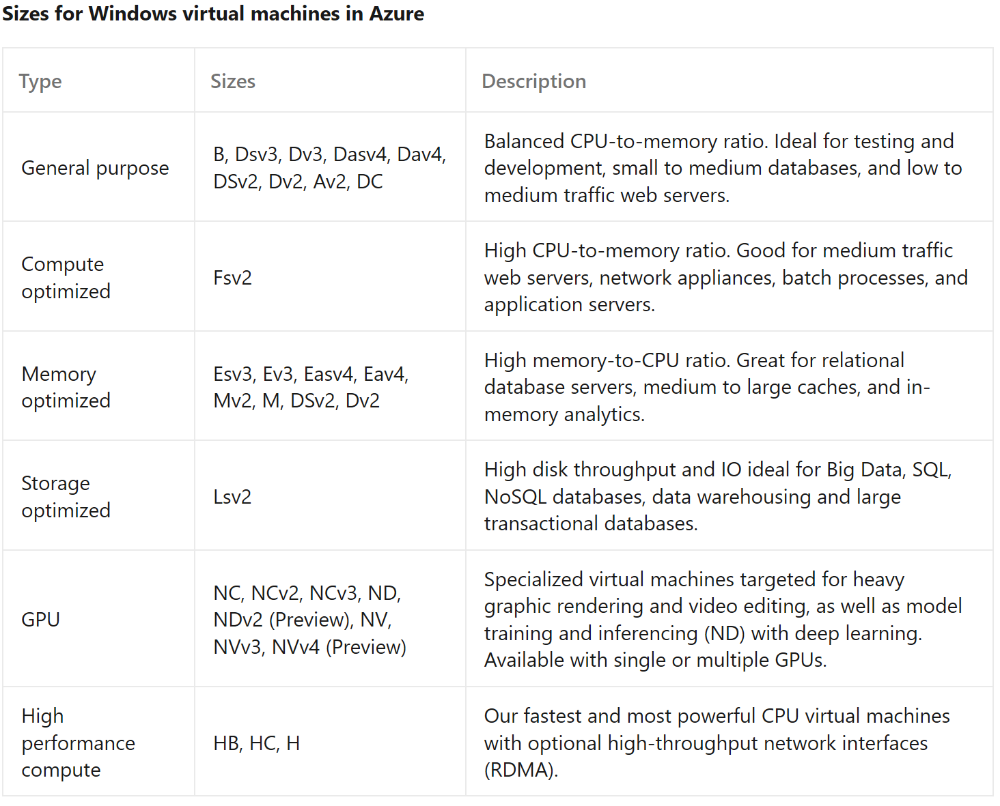 Sizes for Windows virtual machines in Azure
Type
Sizes
Description
General purpose
B, Dsv3, Dv3, Dasv4, Dav4,
DSv2, Dv2, Av2, DC
Balanced CPU-to-memory ratio. Ideal for testing and
development, small to medium databases, and low to
medium traffic web servers.
Compute
optimized
Fsv2
High CPU-to-memory ratio. Good for medium traffic
web servers, network appliances, batch processes, and
application servers.
Memory
optimized
Esv3, Ev3, Easv4, Eav4,
Mv2, M, DSv2, Dv2
High memory-to-CPU ratio. Great for relational
database servers, medium to large caches, and in-
memory analytics.
Storage
optimized
Lsv2
High disk throughput and IO ideal for Big Data, SQL,
NoSQL databases, data warehousing and large
transactional databases.
GPU
NC, NCv2, NCv3, ND,
NDv2 (Preview), NV,
NVv3, NVv4 (Preview)
Specialized virtual machines targeted for heavy
graphic rendering and video editing, as well as model
training and inferencing (ND) with deep learning.
Available with single or multiple GPUs.
High
performance
compute
HB, HC, H
Our fastest and most powerful CPU virtual machines
with optional high-throughput network interfaces
(RDMA).